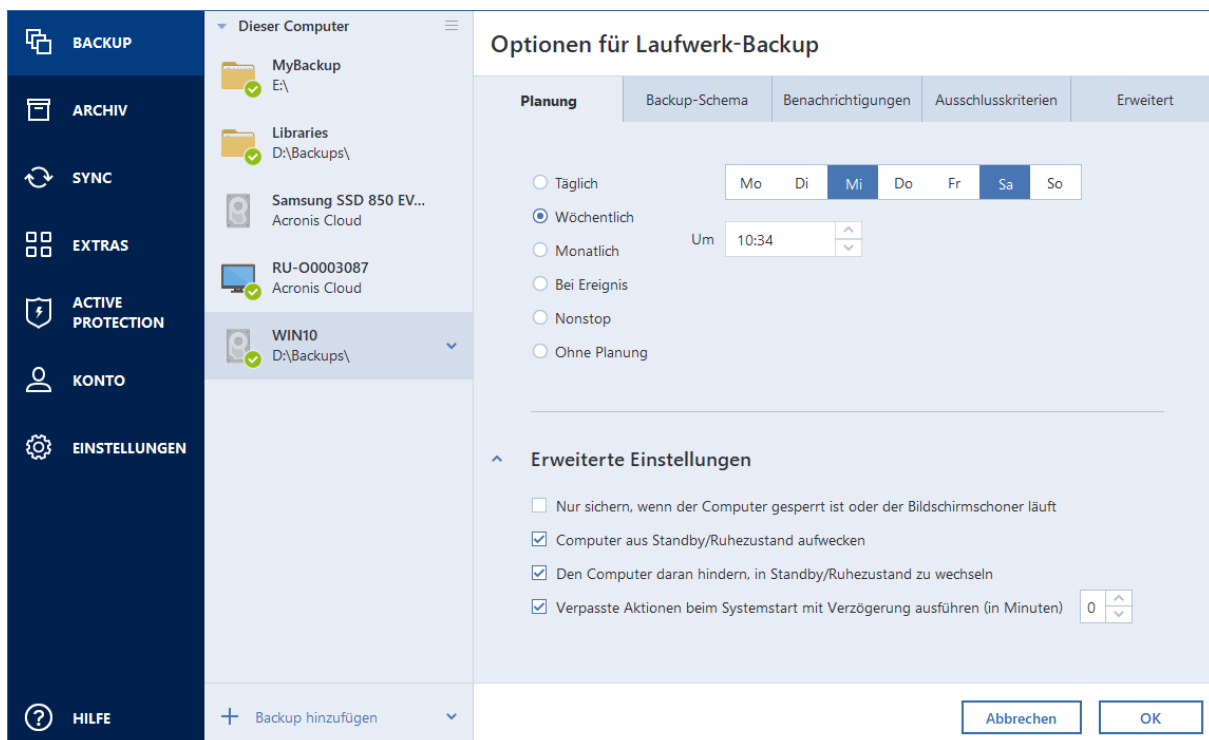 BACKUP
ARCHIV
SYNC
EXTRAS
ACTIVE
PROTECTION
KONTO
EINSTELLUNGEN
HILFE
Dieser Computer
MyBackup
E:\
Libraries
D:\Backups\
Samsung SSD 850 EV...
Acronis Cloud
RU-O0003087
Acronis Cloud
WIN10
D:\Backups\
Backup hinzufügen
Optionen für Laufwerk-Backup
Planung Backup-Schema Benachrichtigungen Ausschlusskriterien Erweitert
Täglich
Wöchentlich
Monatlich
Bei Ereignis
Nonstop
Ohne Planung
Mo Di Mi Do Fr Sa So
Um 10:34
Erweiterte Einstellungen
Nur sichern, wenn der Computer gesperrt ist oder der Bildschirmschoner läuft
Computer aus Standby/Ruhezustand aufwecken
Den Computer daran hindern, in Standby/Ruhezustand zu wechseln
Verpasste Aktionen beim Systemstart mit Verzögerung ausführen (in Minuten) 0
Abbrechen OK